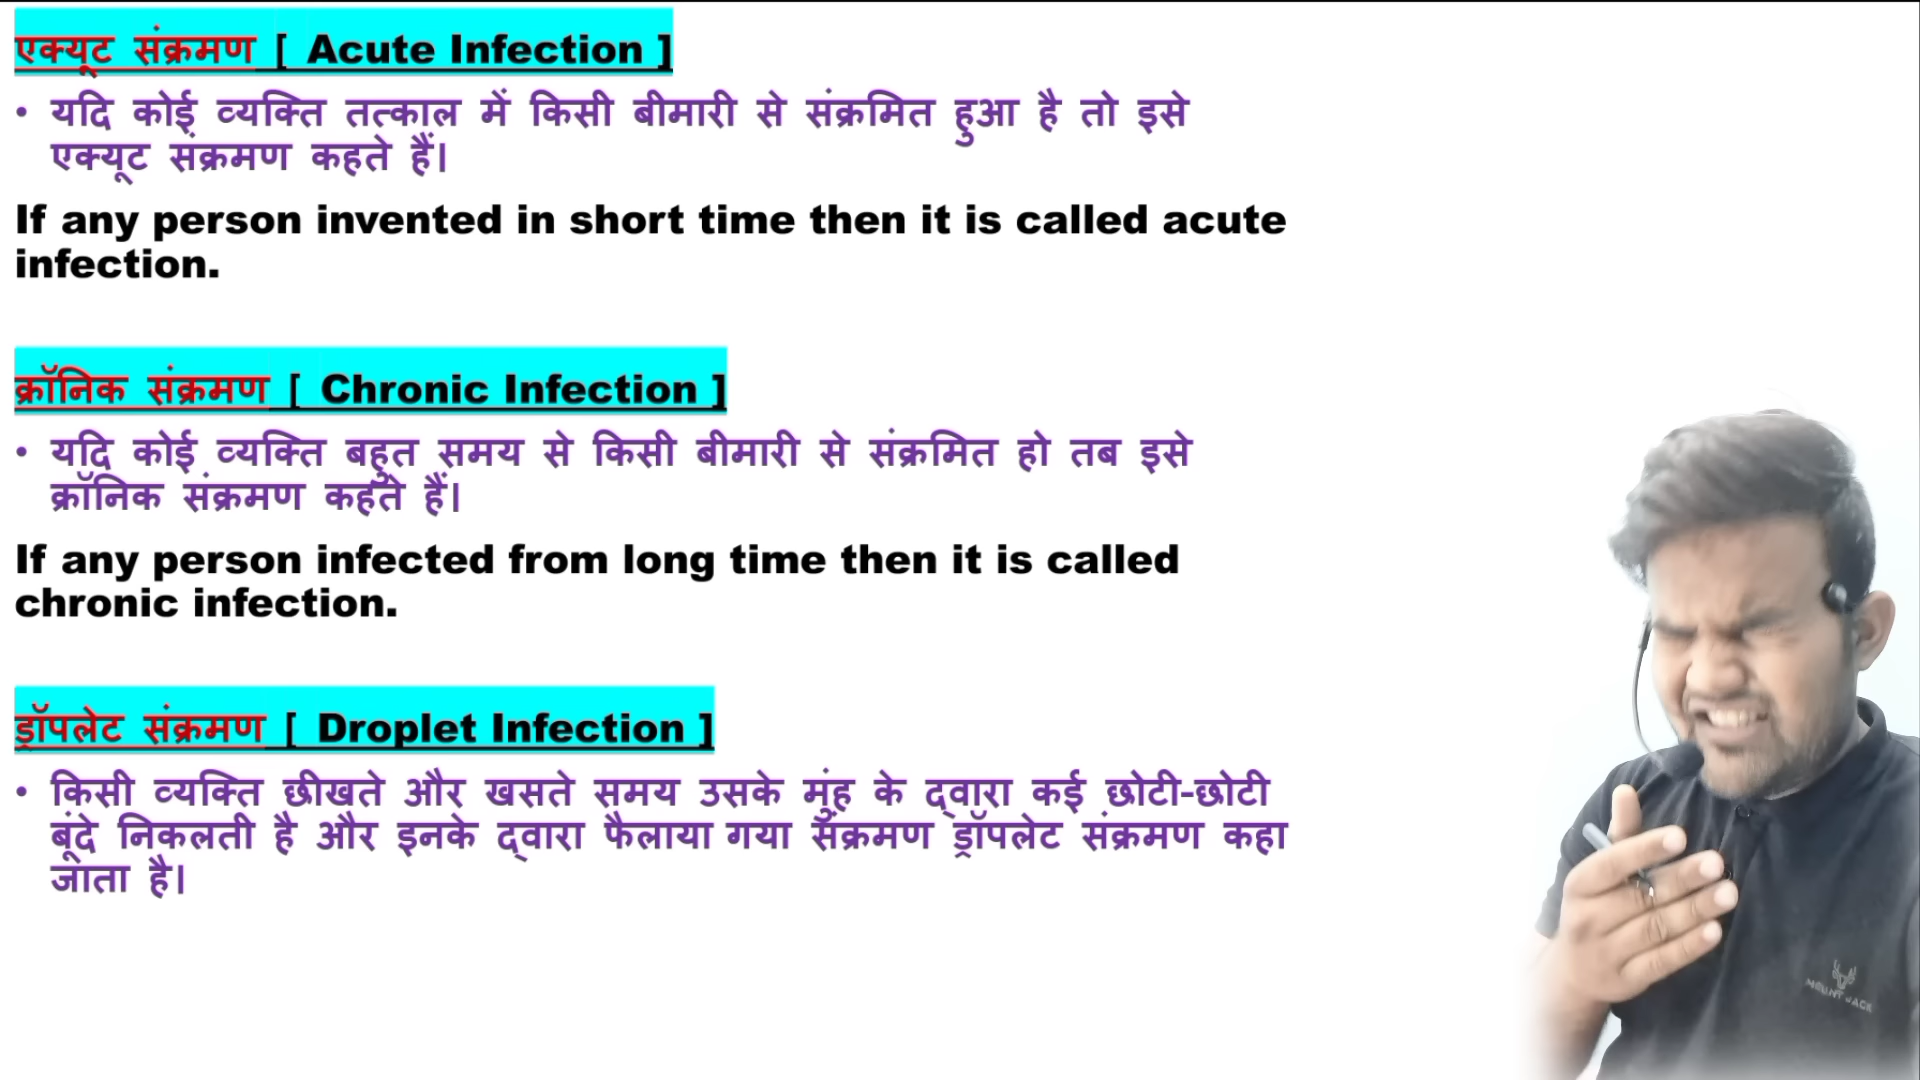 एक्यूट संक्रमण [ Acute Infection ]
• यदि कोई व्यक्ति तत्काल में किसी बीमारी से संक्रमित हुआ है तो इसे
एक्यूट संक्रमण कहते हैं।
If any person invented in short time then it is called acute
infection.
क्रॉनिक संक्रमण [ Chronic Infection ]
• यदि कोई व्यक्ति बहुत समय से किसी बीमारी से संक्रमित हो तब इसे
क्रॉनिक संक्रमण कहते हैं।
If any person infected from long time then it is called
chronic infection.
ड्रॉपलेट संक्रमण [ Droplet Infection ]
• किसी व्यक्ति छीखते और खसते समय उसके मुंह के द्वारा कई छोटी-छोटी
बूंदे निकलती है और इनके द्वारा फैलाया गया संक्रमण ड्रॉपलेट संक्रमण कहा
जाता है।
MOUNT JACK